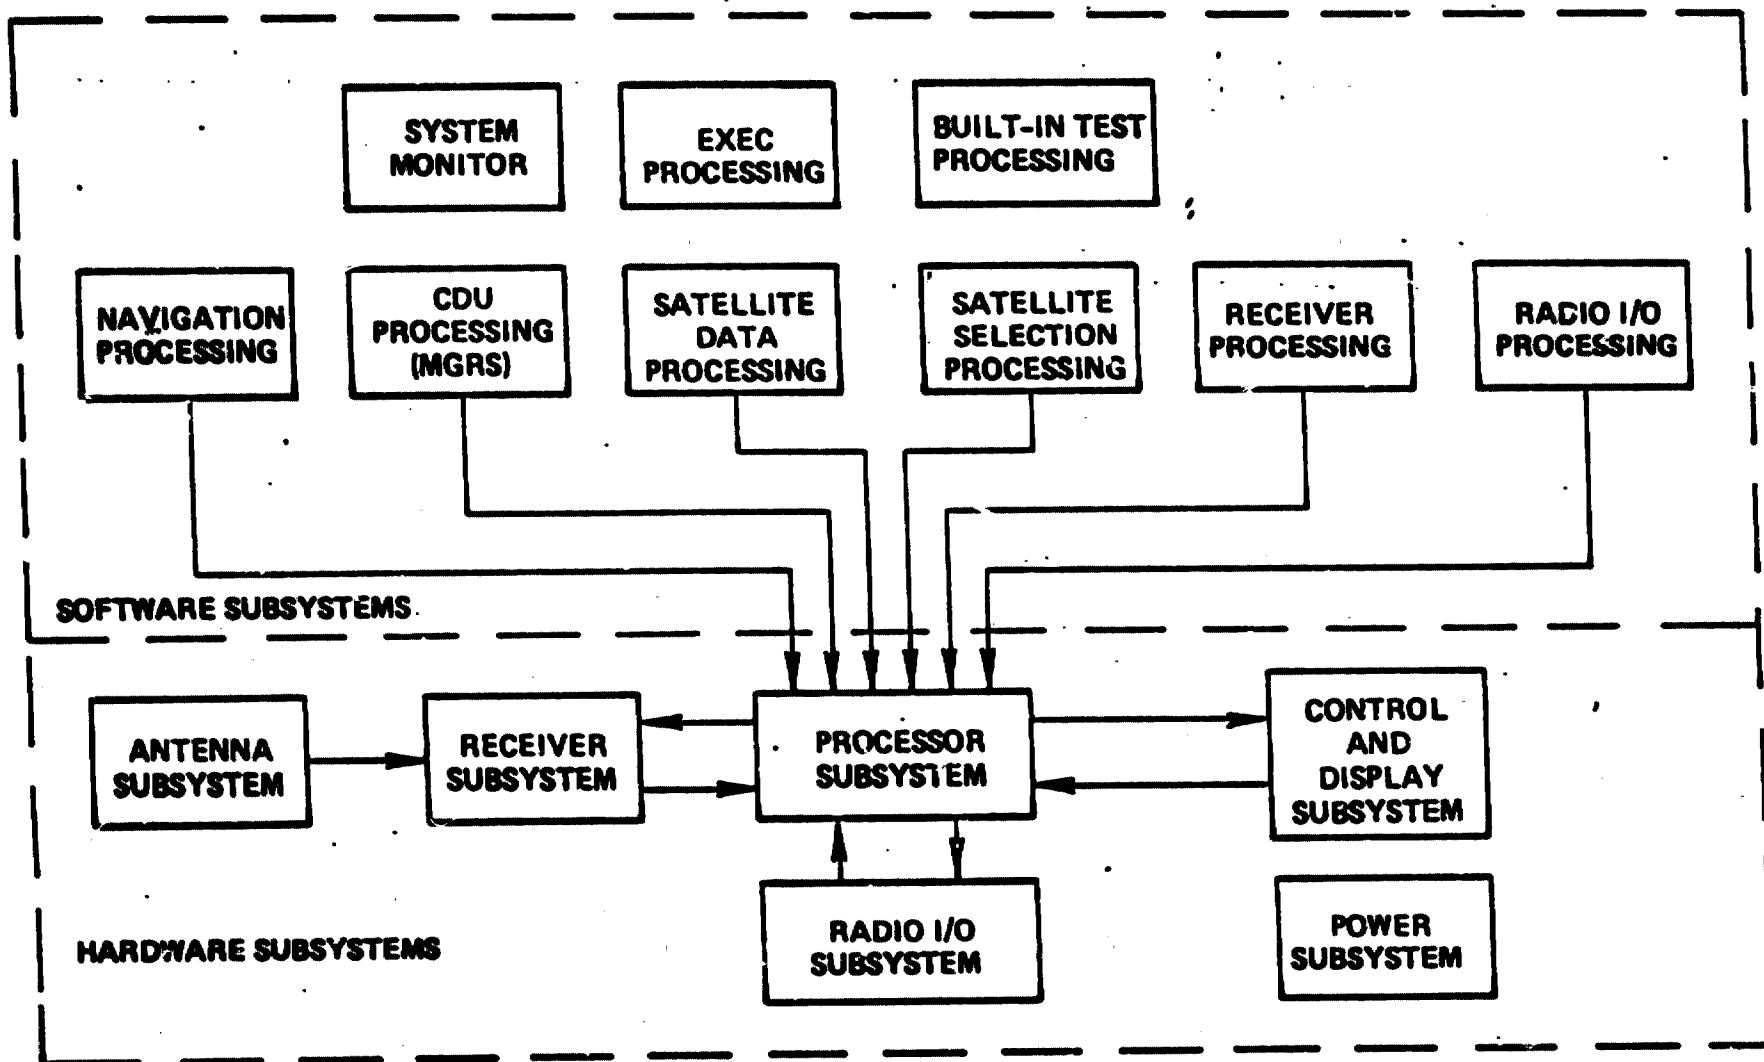 SYSTEM
MONITOR
EXEC
PROCESSING
BUILT-IN TEST
PROCESSING
NAVIGATION
PROCESSING
CDU
PROCESSING
(MGRS)
SATELLITE
DATA
PROCESSING
SATELLITE
SELECTION
PROCESSING
RECEIVER
PROCESSING
RADIO I/O
PROCESSING
SOFTWARE SUBSYSTEMS
ANTENNA
SUBSYSTEM
RECEIVER
SUBSYSTEM
PROCESSOR
SUBSYSTEM
CONTROL
AND
DISPLAY
SUBSYSTEM
RADIO I/O
SUBSYSTEM
POWER
SUBSYSTEM
HARDWARE SUBSYSTEMS